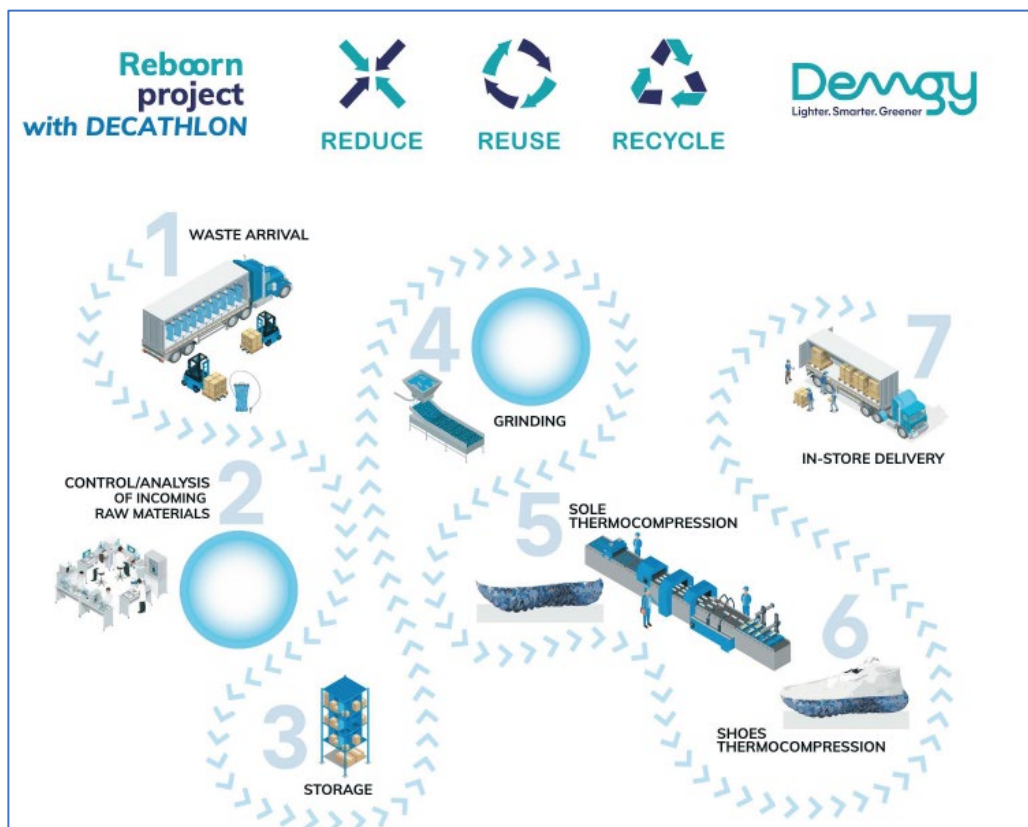 Reboorn
project
with DECATHLON
REDUCE
REUSE
RECYCLE
Demgy
Lighter. Smarter. Greener
1
WASTE ARRIVAL
2
CONTROL/ANALYSIS
OF INCOMING
RAW MATERIALS
3
STORAGE
4
GRINDING
5
SOLE
THERMOCOMPRESSION
6
SHOES
THERMOCOMPRESSION
7
IN-STORE DELIVERY